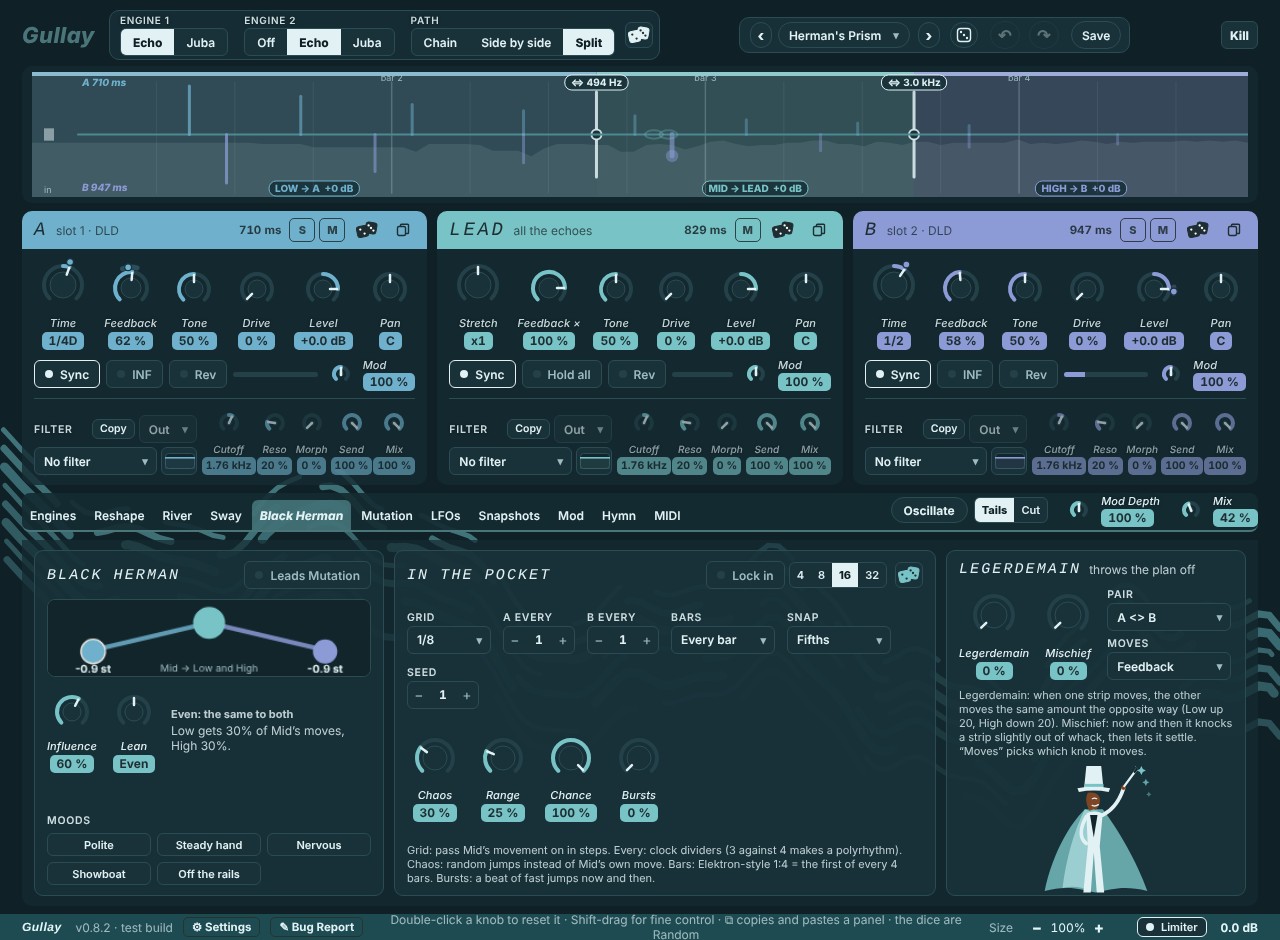 Gullay
ENGINE 1
Echo Juba
ENGINE 2
Off Echo Juba
PATH
Chain Side by side Split
Herman's Prism
Save
Kill
A 710 ms
bar 2
494 Hz
bar 3
3.0 kHz
bar 4
in
B 947 ms
LOW → A +0 dB
MID → LEAD +0 dB
HIGH → B +0 dB
A slot 1 · DLD 710 ms S M
Time Feedback Tone Drive Level Pan
1/4D 62 % 50 % 0 % +0.0 dB C
Sync INF Rev Mod
100 %
FILTER Copy Out
Cutoff Reso Morph Send Mix
No filter 1.76 kHz 20 % 0 % 100 % 100 %
LEAD all the echoes 829 ms M
Stretch Feedback × Tone Drive Level Pan
x1 100 % 50 % 0 % +0.0 dB C
Sync Hold all Rev Mod
100 %
FILTER Copy Out
Cutoff Reso Morph Send Mix
No filter 1.76 kHz 20 % 0 % 100 % 100 %
B slot 2 · DLD 947 ms S M
Time Feedback Tone Drive Level Pan
1/2 58 % 50 % 0 % +0.0 dB C
Sync INF Rev Mod
100 %
FILTER Copy Out
Cutoff Reso Morph Send Mix
No filter 1.76 kHz 20 % 0 % 100 % 100 %
Engines Reshape River Sway Black Herman Mutation LFOs Snapshots Mod Hymn MIDI
Oscillate Tails Cut
Mod Depth
100 %
Mix
42 %
BLACK HERMAN Leads Mutation
-0.9 st Mid → Low and High -0.9 st
Influence Lean
60 % Even
Even: the same to both
Low gets 30% of Mid's moves,
High 30%.
MOODS
Polite Steady hand Nervous
Showboat Off the rails
IN THE POCKET Lock in 4 8 16 32
GRID A EVERY B EVERY BARS SNAP
1/8 − 1 + − 1 + Every bar Fifths
SEED
− 1 +
Chaos Range Chance Bursts
30 % 25 % 100 % 0 %
Grid: pass Mid's movement on in steps. Every: clock dividers (3 against 4 makes a polyrhythm).
Chaos: random jumps instead of Mid's own move. Bars: Elektron-style 1:4 = the first of every 4
bars. Bursts: a beat of fast jumps now and then.
LEGERDEMAIN throws the plan off
PAIR
A <> B
Legerdemain Mischief
0 % 0 %
MOVES
Feedback
Legerdemain: when one strip moves, the other
moves the same amount the opposite way (Low up
20, High down 20). Mischief: now and then it knocks
a strip slightly out of whack, then lets it settle.
“Moves” picks which knob it moves.
Gullay v0.8.2 · test build ⚙ Settings ✎ Bug Report
Double-click a knob to reset it · Shift-drag for fine control · ⧉ copies and pastes a panel · the dice are
Random
Size − 100% + Limiter 0.0 dB